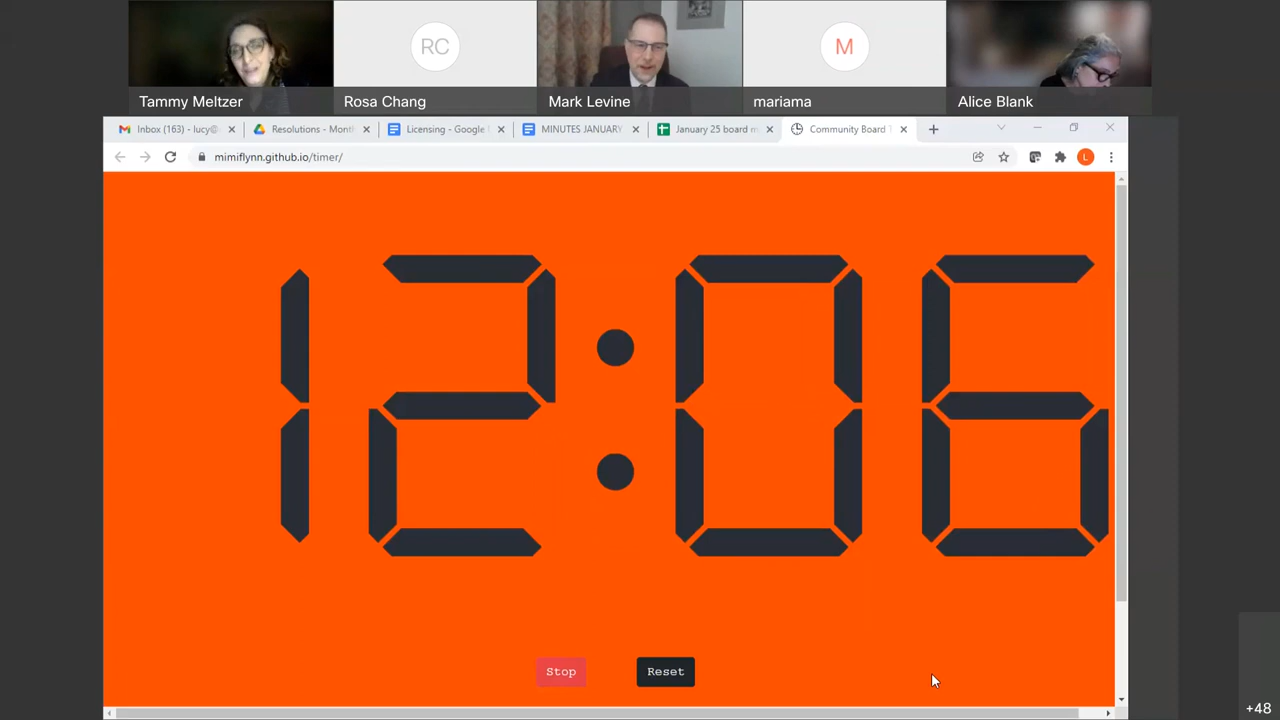 RC
M
Tammy Meltzer
Rosa Chang
Mark Levine
mariama
Alice Blank
Inbox (163) - lucy@
Resolutions - Mont
Licensing - Google
MINUTES JANUARY
January 25 board m
Community Board
mimiflynn.github.io/timer/
L
12:06
Stop
Reset
+48